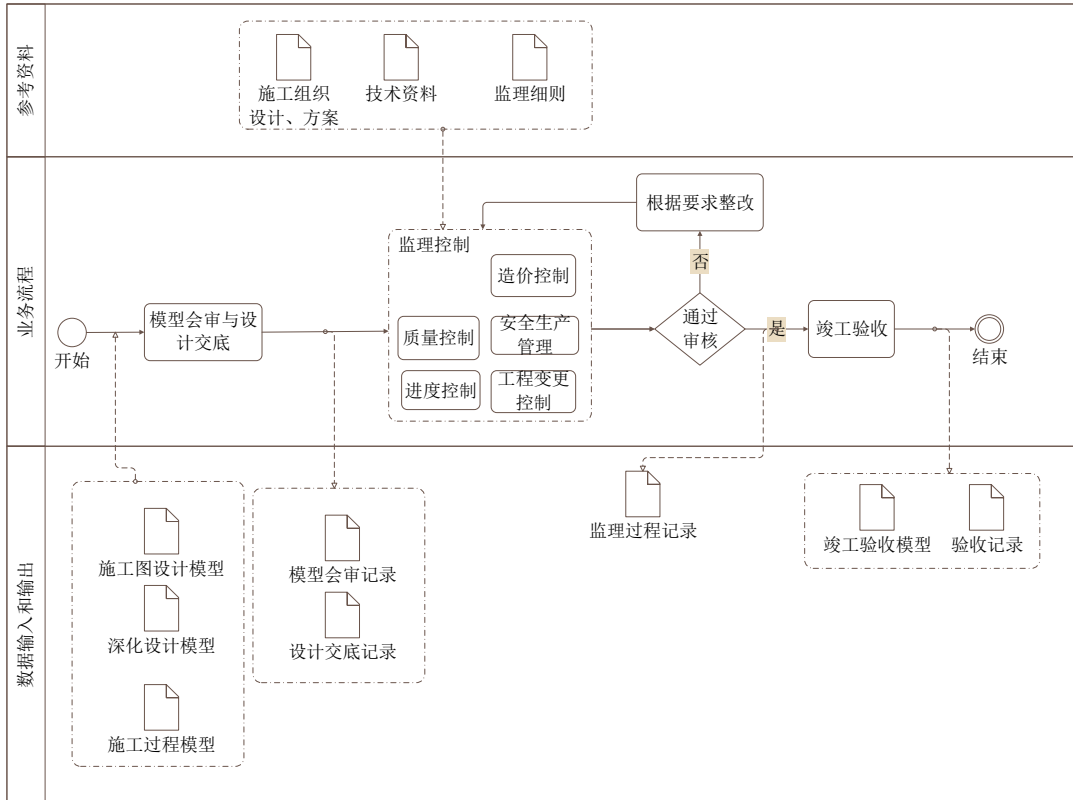 参考资料
施工组织
设计、方案
技术资料
监理细则
业务流程
开始
模型会审与设
计交底
监理控制
造价控制
质量控制
安全生产
管理
进度控制
工程变更
控制
根据要求整改
否
通过
审核
是
竣工验收
结束
数据输入和输出
施工图设计模型
深化设计模型
施工过程模型
模型会审记录
设计交底记录
监理过程记录
竣工验收模型
验收记录